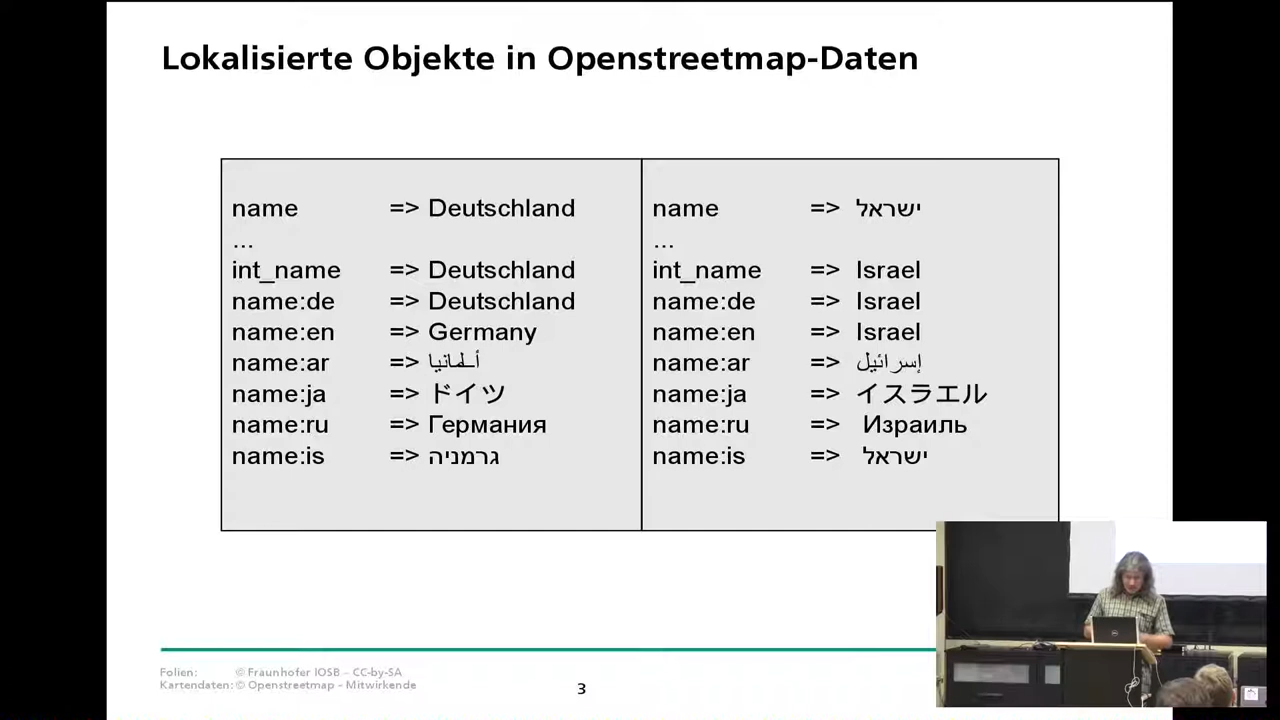 Lokalisierte Objekte in Openstreetmap-Daten
name => Deutschland
...
int_name => Deutschland
name:de => Deutschland
name:en => Germany
name:ar => ألمانيا
name:ja => ドイツ
name:ru => Германия
name:is => גרמניה
name => ישראל
...
int_name => Israel
name:de => Israel
name:en => Israel
name:ar => إسرائيل
name:ja => イスラエル
name:ru => Израиль
name:is => ישראל
Folien: © Fraunhofer IOSB – CC-by-SA
Kartendaten: © Openstreetmap - Mitwirkende
3